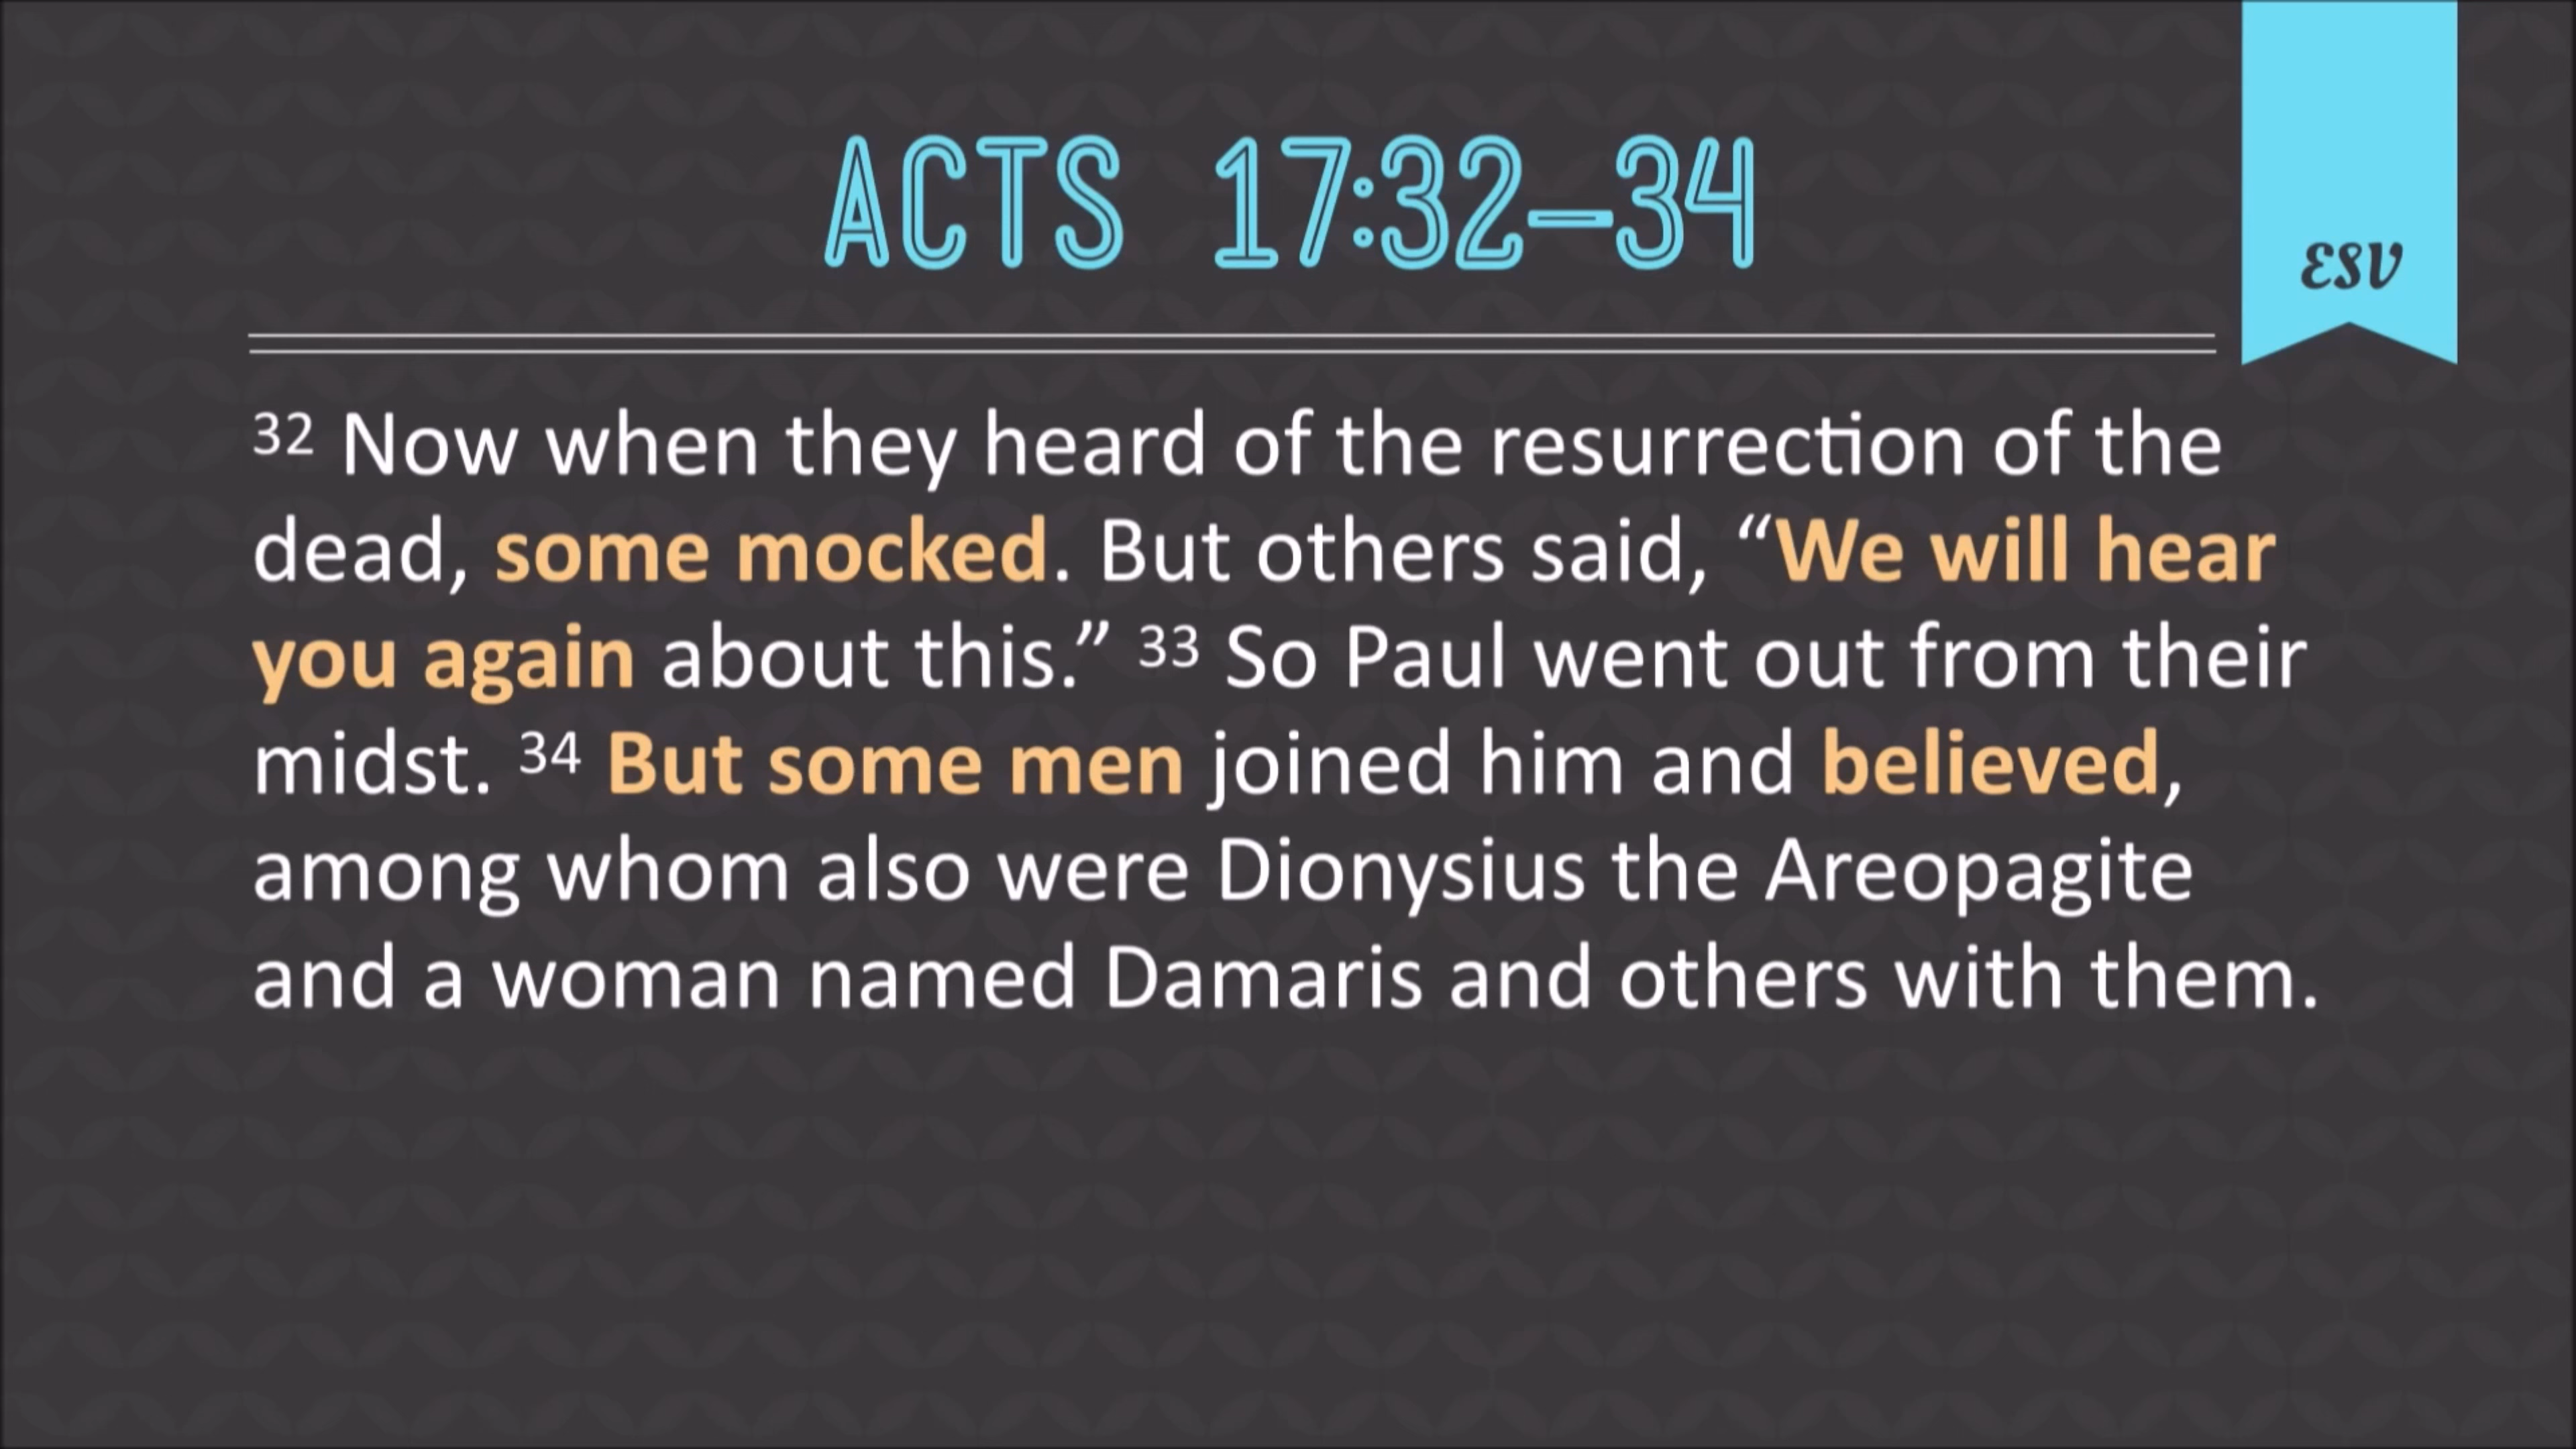 ACTS 17:32–34
ESV
32 Now when they heard of the resurrection of the
dead, some mocked. But others said, “We will hear
you again about this.” 33 So Paul went out from their
midst. 34 But some men joined him and believed,
among whom also were Dionysius the Areopagite
and a woman named Damaris and others with them.